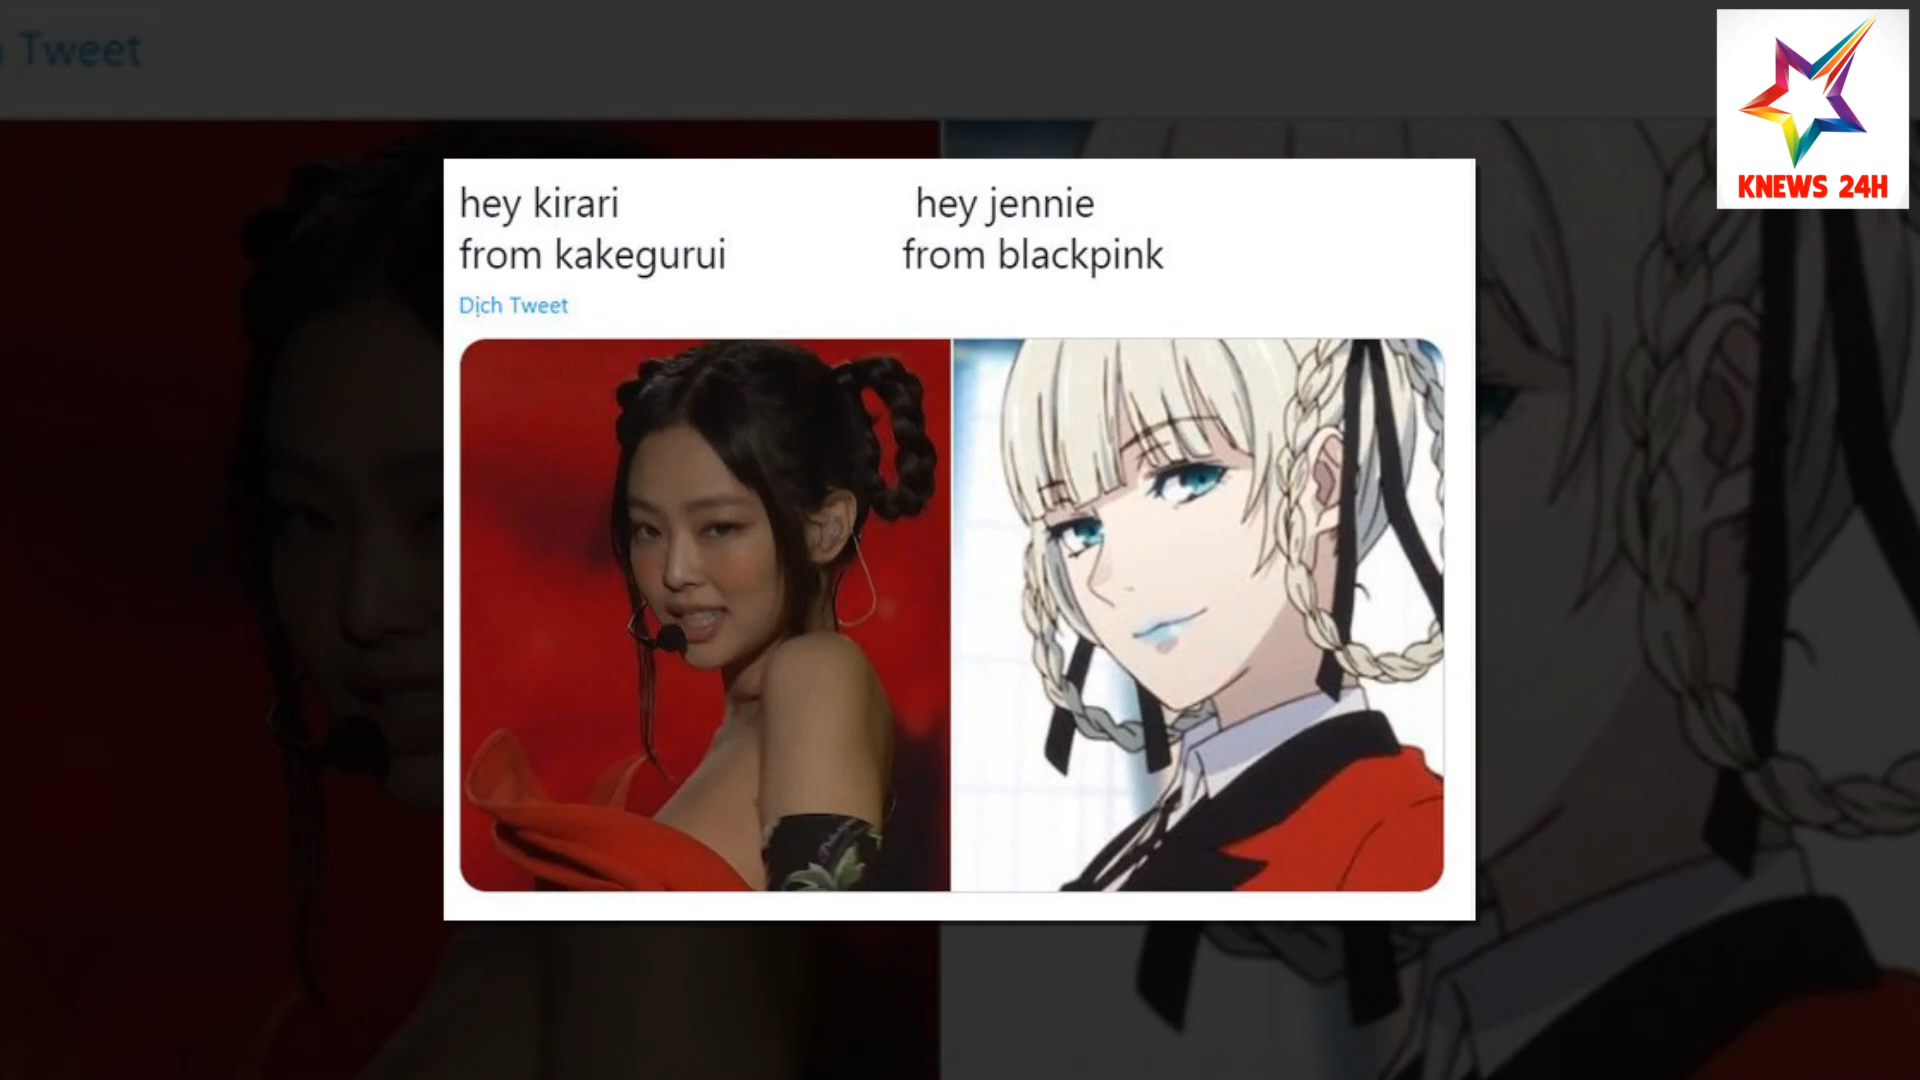 Tweet
KNEWS 24H
hey kirari
hey jennie
from kakegurui
from blackpink
Dịch Tweet